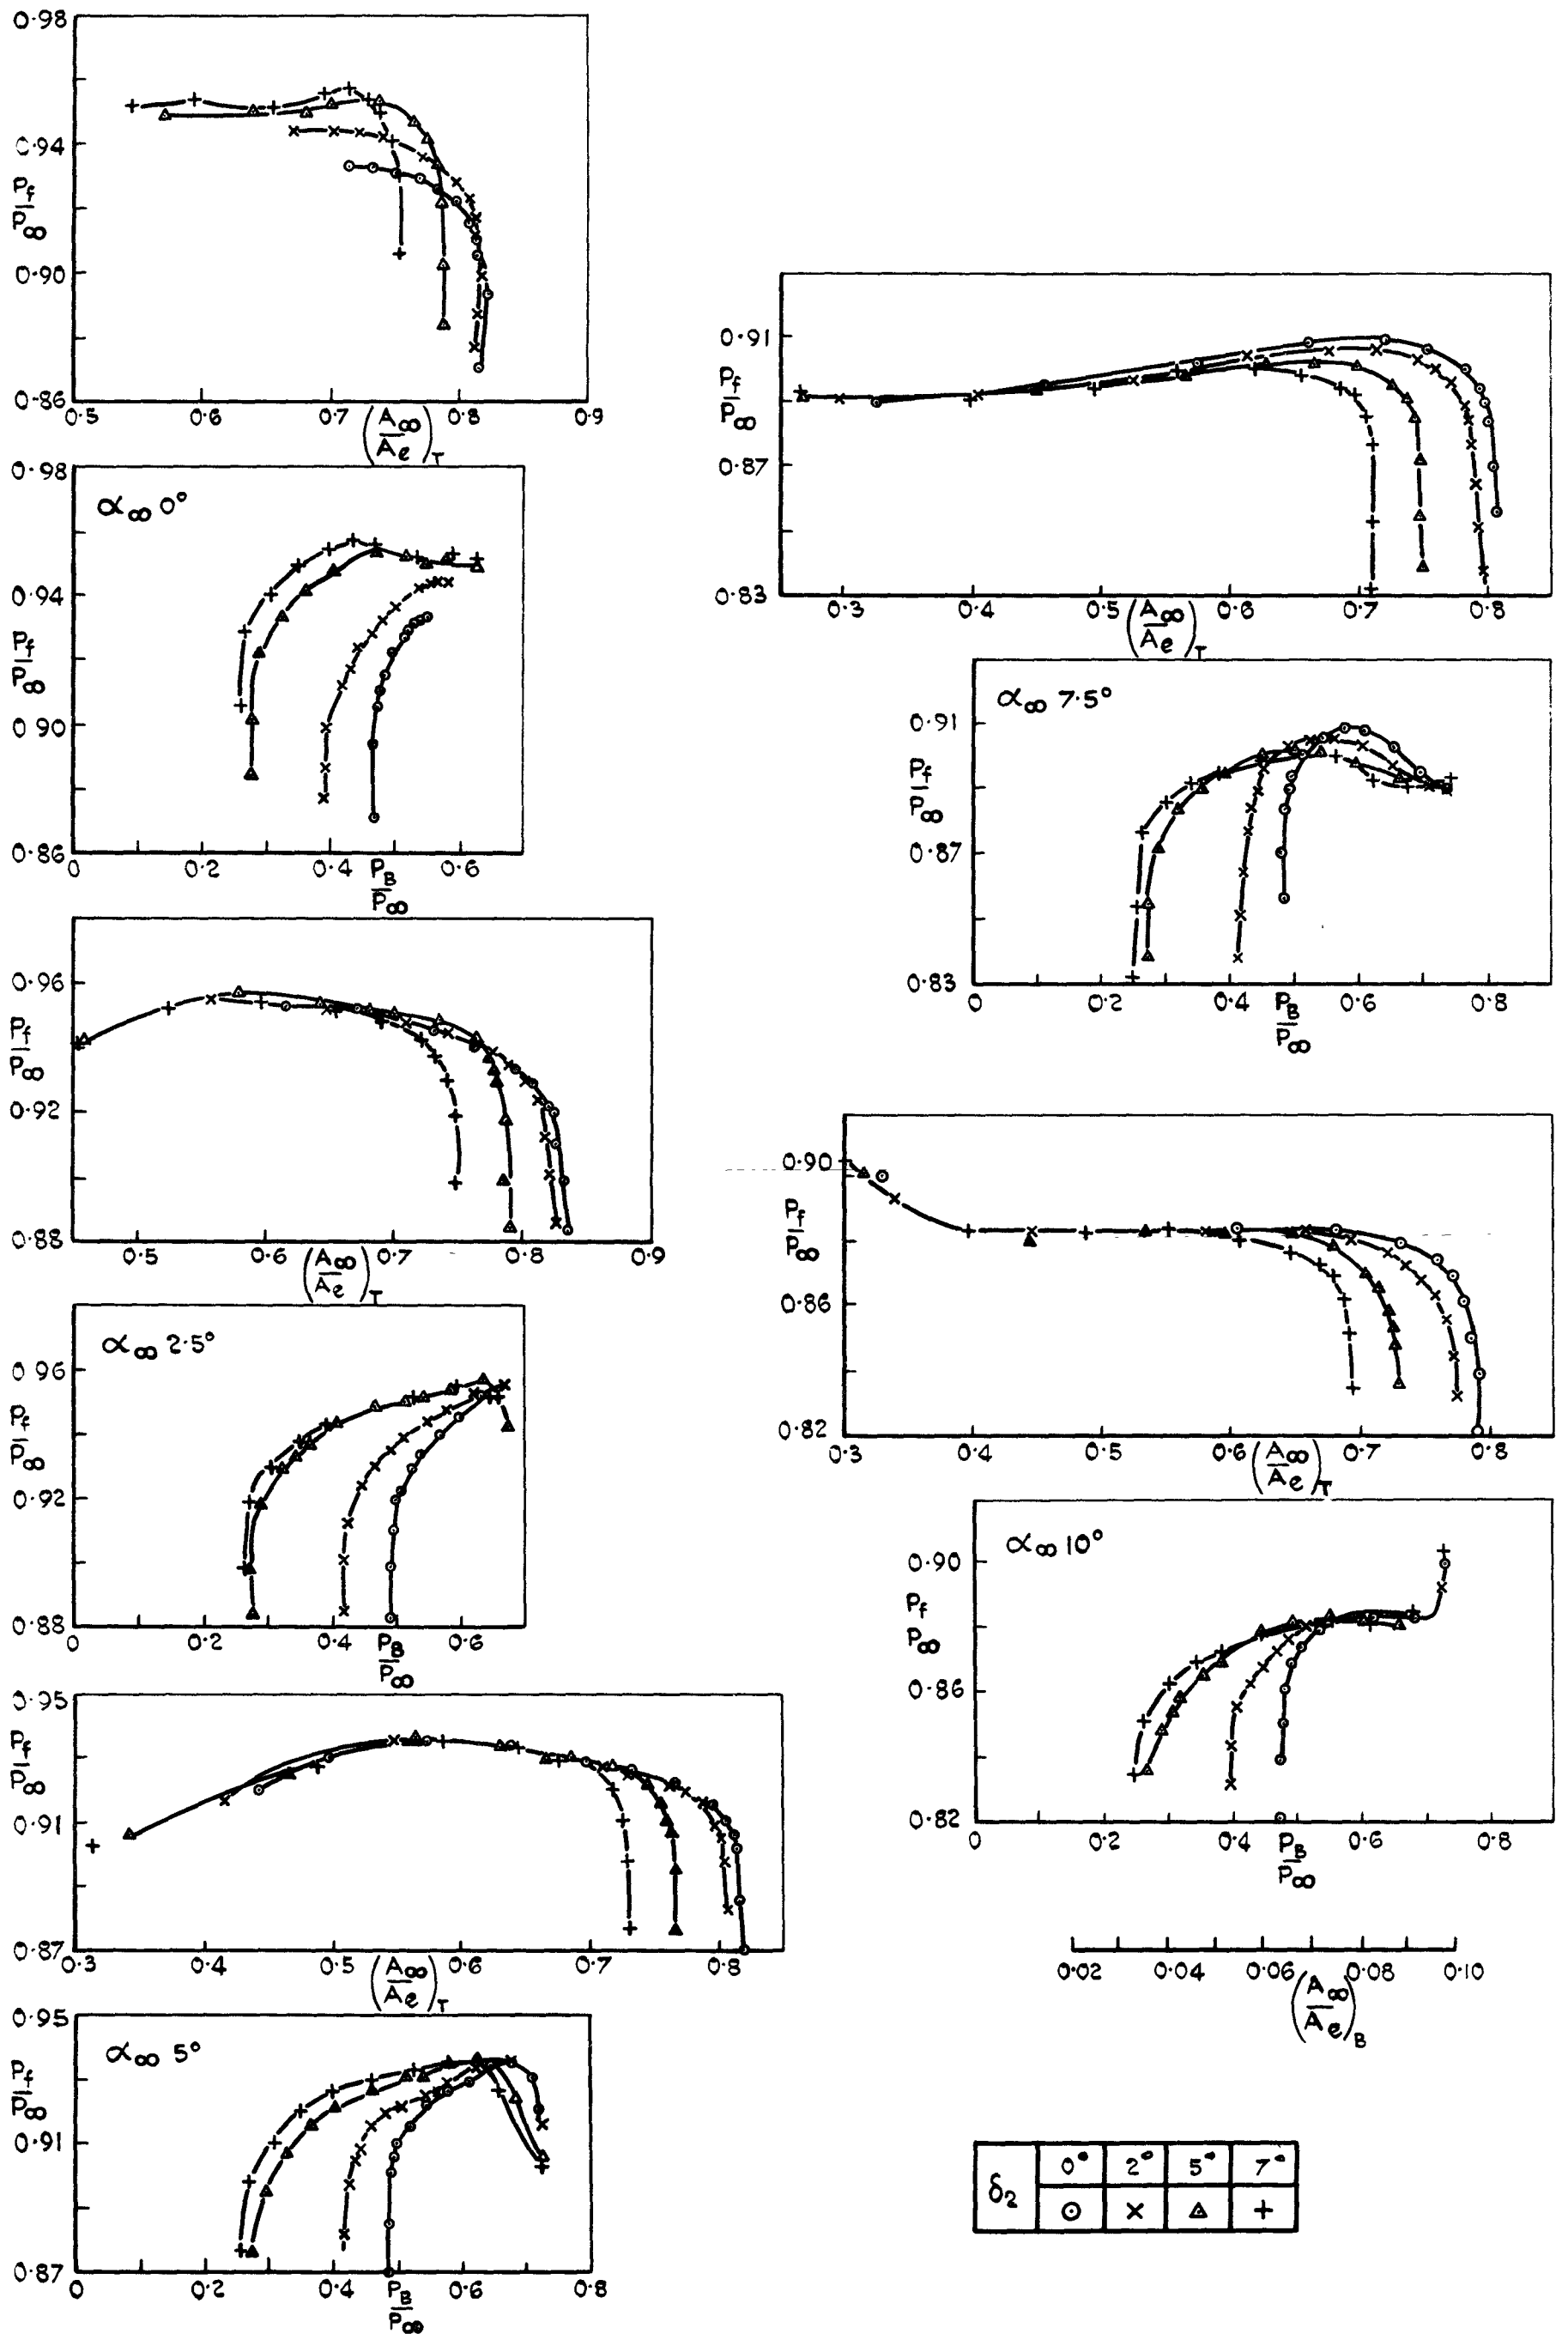 0.98
0.94
Pf
P∞
0.90
0.86
0.5 0.6 0.7 0.8 0.9
(A∞/Ae)T
0.98
α∞ 0°
0.94
Pf
P∞
0.90
0.86
0 0.2 0.4 0.6
PB
P∞
0.96
Pf
P∞
0.92
0.88
0.5 0.6 0.7 0.8 0.9
(A∞/Ae)T
α∞ 2.5°
0.96
Pf
P∞
0.92
0.88
0 0.2 0.4 0.6
PB
P∞
0.95
Pf
P∞
0.91
0.87
0.3 0.4 0.5 0.6 0.7 0.8
(A∞/Ae)T
0.95
α∞ 5°
Pf
P∞
0.91
0.87
0 0.2 0.4 0.6 0.8
PB
P∞
0.91
Pf
P∞
0.87
0.83
0.3 0.4 0.5 0.6 0.7 0.8
(A∞/Ae)T
α∞ 7.5°
0.91
Pf
P∞
0.87
0.83
0 0.2 0.4 0.6 0.8
PB
P∞
0.90
Pf
P∞
0.86
0.82
0.3 0.4 0.5 0.6 0.7 0.8
(A∞/Ae)T
α∞ 10°
0.90
Pf
P∞
0.86
0.82
0 0.2 0.4 0.6 0.8
PB
P∞
0.02 0.04 0.06 0.08 0.10
(A∞/Ae)B
δ2 0° 2° 5° 7°